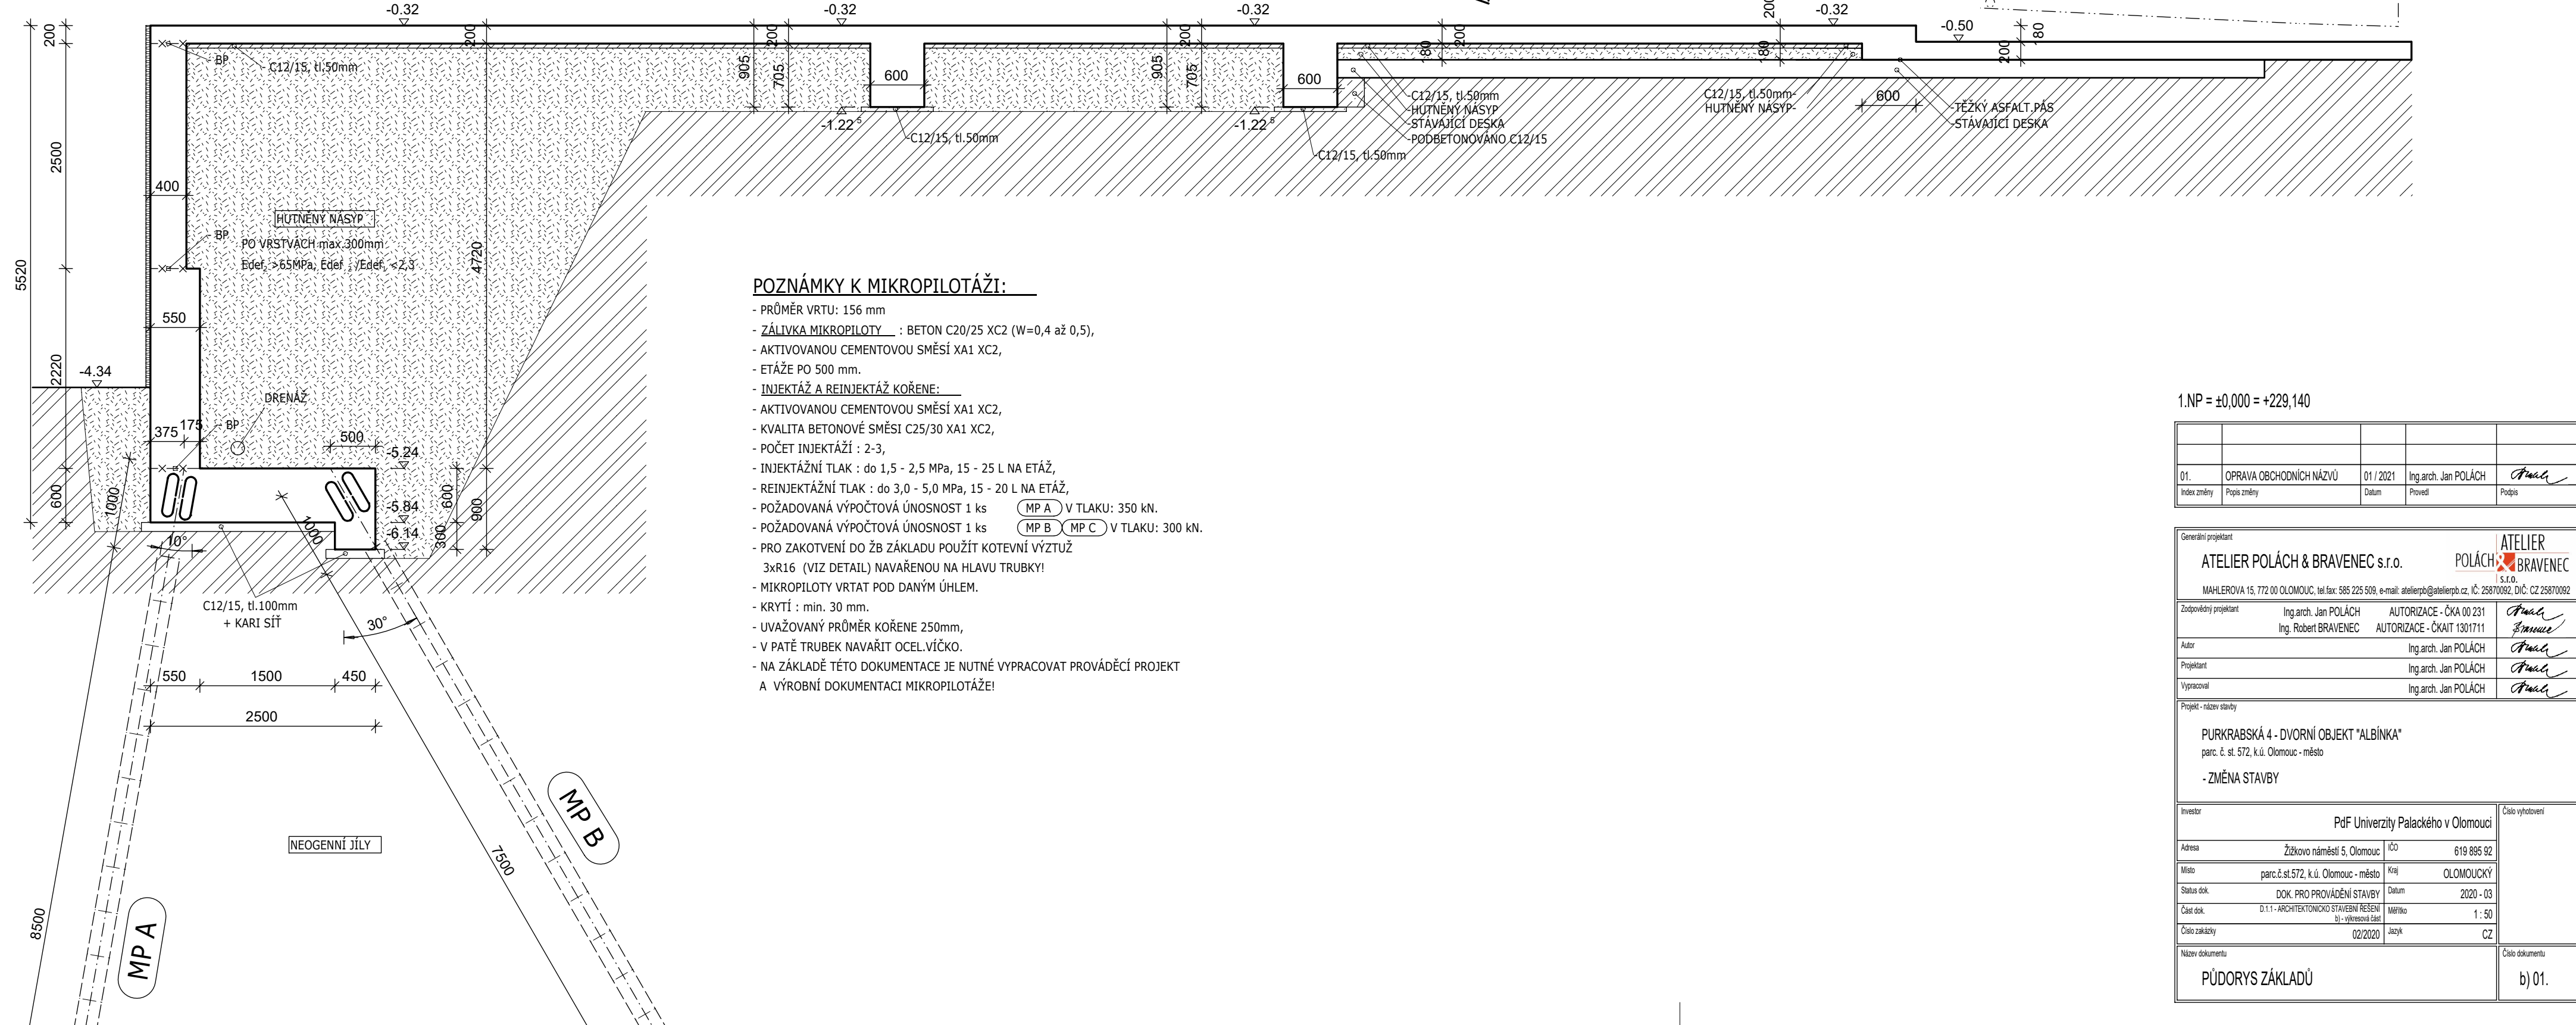 -0.32
-0.32
-0.32
-0.32
-0.50
200
200
200
200
200
200
180
180
180
200
BP
C12/15, tl.50mm
905
705
600
905
705
600
-1.22 5
-1.22 5
-C12/15, tl.50mm
-C12/15, tl.50mm
-C12/15, tl.50mm
-HUTNĚNÝ NÁSYP
-STÁVAJÍCÍ DESKA
-PODBETONOVÁNO C12/15
C12/15, tl.50mm-
HUTNĚNÝ NÁSYP-
600
-TĚŽKÝ ASFALT.PÁS
-STÁVAJÍCÍ DESKA
5520
2500
2220
600
400
HUTNĚNÝ NÁSYP
BP
PO VRSTVÁCH max.300mm
Edef, >65MPa, Edef /Edef, <2,3
4720
550
-4.34
DRENÁŽ
375
175
BP
500
-5.24
-5.84
-6.14
600
300
900
1000
1000
10°
30°
C12/15, tl.100mm
+ KARI SÍŤ
550
1500
450
2500
NEOGENNÍ JÍLY
8500
7500
MP A
MP B
POZNÁMKY K MIKROPILOTÁŽI:
- PRŮMĚR VRTU: 156 mm
- ZÁLIVKA MIKROPILOTY : BETON C20/25 XC2 (W=0,4 až 0,5),
- AKTIVOVANOU CEMENTOVOU SMĚSÍ XA1 XC2,
- ETÁŽE PO 500 mm.
- INJEKTÁŽ A REINJEKTÁŽ KOŘENE:
- AKTIVOVANOU CEMENTOVOU SMĚSÍ XA1 XC2,
- KVALITA BETONOVÉ SMĚSI C25/30 XA1 XC2,
- POČET INJEKTÁŽÍ : 2-3,
- INJEKTÁŽNÍ TLAK : do 1,5 - 2,5 MPa, 15 - 25 L NA ETÁŽ,
- REINJEKTÁŽNÍ TLAK : do 3,0 - 5,0 MPa, 15 - 20 L NA ETÁŽ,
- POŽADOVANÁ VÝPOČTOVÁ ÚNOSNOST 1 ks MP A V TLAKU: 350 kN.
- POŽADOVANÁ VÝPOČTOVÁ ÚNOSNOST 1 ks MP B MP C V TLAKU: 300 kN.
- PRO ZAKOTVENÍ DO ŽB ZÁKLADU POUŽÍT KOTEVNÍ VÝZTUŽ
3xR16 (VIZ DETAIL) NAVAŘENOU NA HLAVU TRUBKY!
- MIKROPILOTY VRTAT POD DANÝM ÚHLEM.
- KRYTÍ : min. 30 mm.
- UVAŽOVANÝ PRŮMĚR KOŘENE 250mm,
- V PATĚ TRUBEK NAVAŘIT OCEL.VÍČKO.
- NA ZÁKLADĚ TÉTO DOKUMENTACE JE NUTNÉ VYPRACOVAT PROVÁDĚCÍ PROJEKT
A VÝROBNÍ DOKUMENTACI MIKROPILOTÁŽE!
1.NP = ±0,000 = +229,140
01. OPRAVA OBCHODNÍCH NÁZVŮ 01 / 2021 Ing.arch. Jan POLÁCH
Index změny Popis změny Datum Provedl Podpis
Generální projektant
ATELIER POLÁCH & BRAVENEC s.r.o.
ATELIER
POLÁCH & BRAVENEC
s.r.o.
MAHLEROVA 15, 772 00 OLOMOUC, tel.fax: 585 225 509, e-mail: atelierpb@atelierpb.cz, IČ: 25870092, DIČ: CZ 25870092
Zodpovědný projektant Ing.arch. Jan POLÁCH AUTORIZACE - ČKA 00 231
Ing. Robert BRAVENEC AUTORIZACE - ČKAIT 1301711
Autor Ing.arch. Jan POLÁCH
Projektant Ing.arch. Jan POLÁCH
Vypracoval Ing.arch. Jan POLÁCH
Projekt - název stavby
PURKRABSKÁ 4 - DVORNÍ OBJEKT "ALBÍNKA"
parc. č. st. 572, k.ú. Olomouc - město
- ZMĚNA STAVBY
Investor Číslo vyhotovení
PdF Univerzity Palackého v Olomouci
Adresa Žižkovo náměstí 5, Olomouc IČO 619 895 92
Místo parc.č.st.572, k.ú. Olomouc - město Kraj OLOMOUCKÝ
Status dok. DOK. PRO PROVÁDĚNÍ STAVBY Datum 2020 - 03
Část dok. D.1.1 - ARCHITEKTONICKO STAVEBNÍ ŘEŠENÍ Měřítko 1 : 50
b) - výkresová část
Číslo zakázky 02/2020 Jazyk CZ
Název dokumentu Číslo dokumentu
PŮDORYS ZÁKLADŮ b) 01.